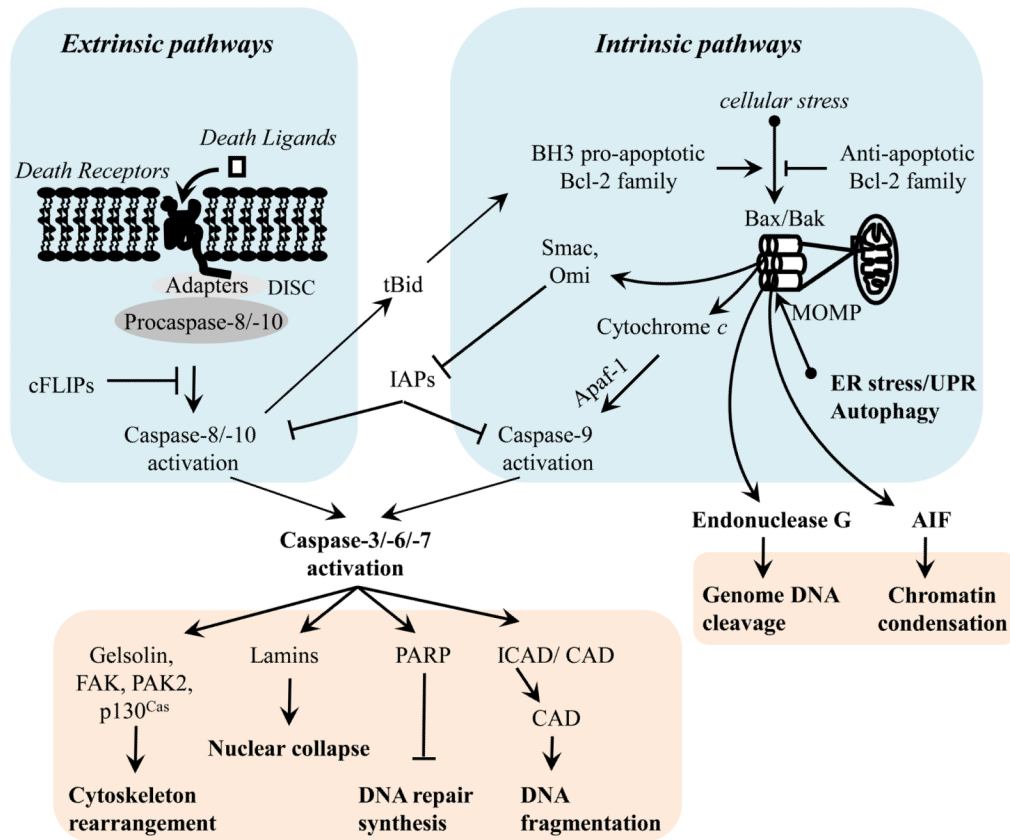 Extrinsic pathways
Death Ligands
Death Receptors
Adapters
DISC
Procaspase-8/-10
cFLIPs
Caspase-8/-10
activation
tBid
IAPs
Intrinsic pathways
cellular stress
BH3 pro-apoptotic
Bcl-2 family
Anti-apoptotic
Bcl-2 family
Bax/Bak
Smac,
Omi
MOMP
Cytochrome c
Apaf-1
ER stress/UPR
Autophagy
Caspase-9
activation
Endonuclease G
AIF
Genome DNA
cleavage
Chromatin
condensation
Caspase-3/-6/-7
activation
Gelsolin,
FAK, PAK2,
p130Cas
Lamins
PARP
ICAD/ CAD
CAD
Nuclear collapse
Cytoskeleton
rearrangement
DNA repair
synthesis
DNA
fragmentation